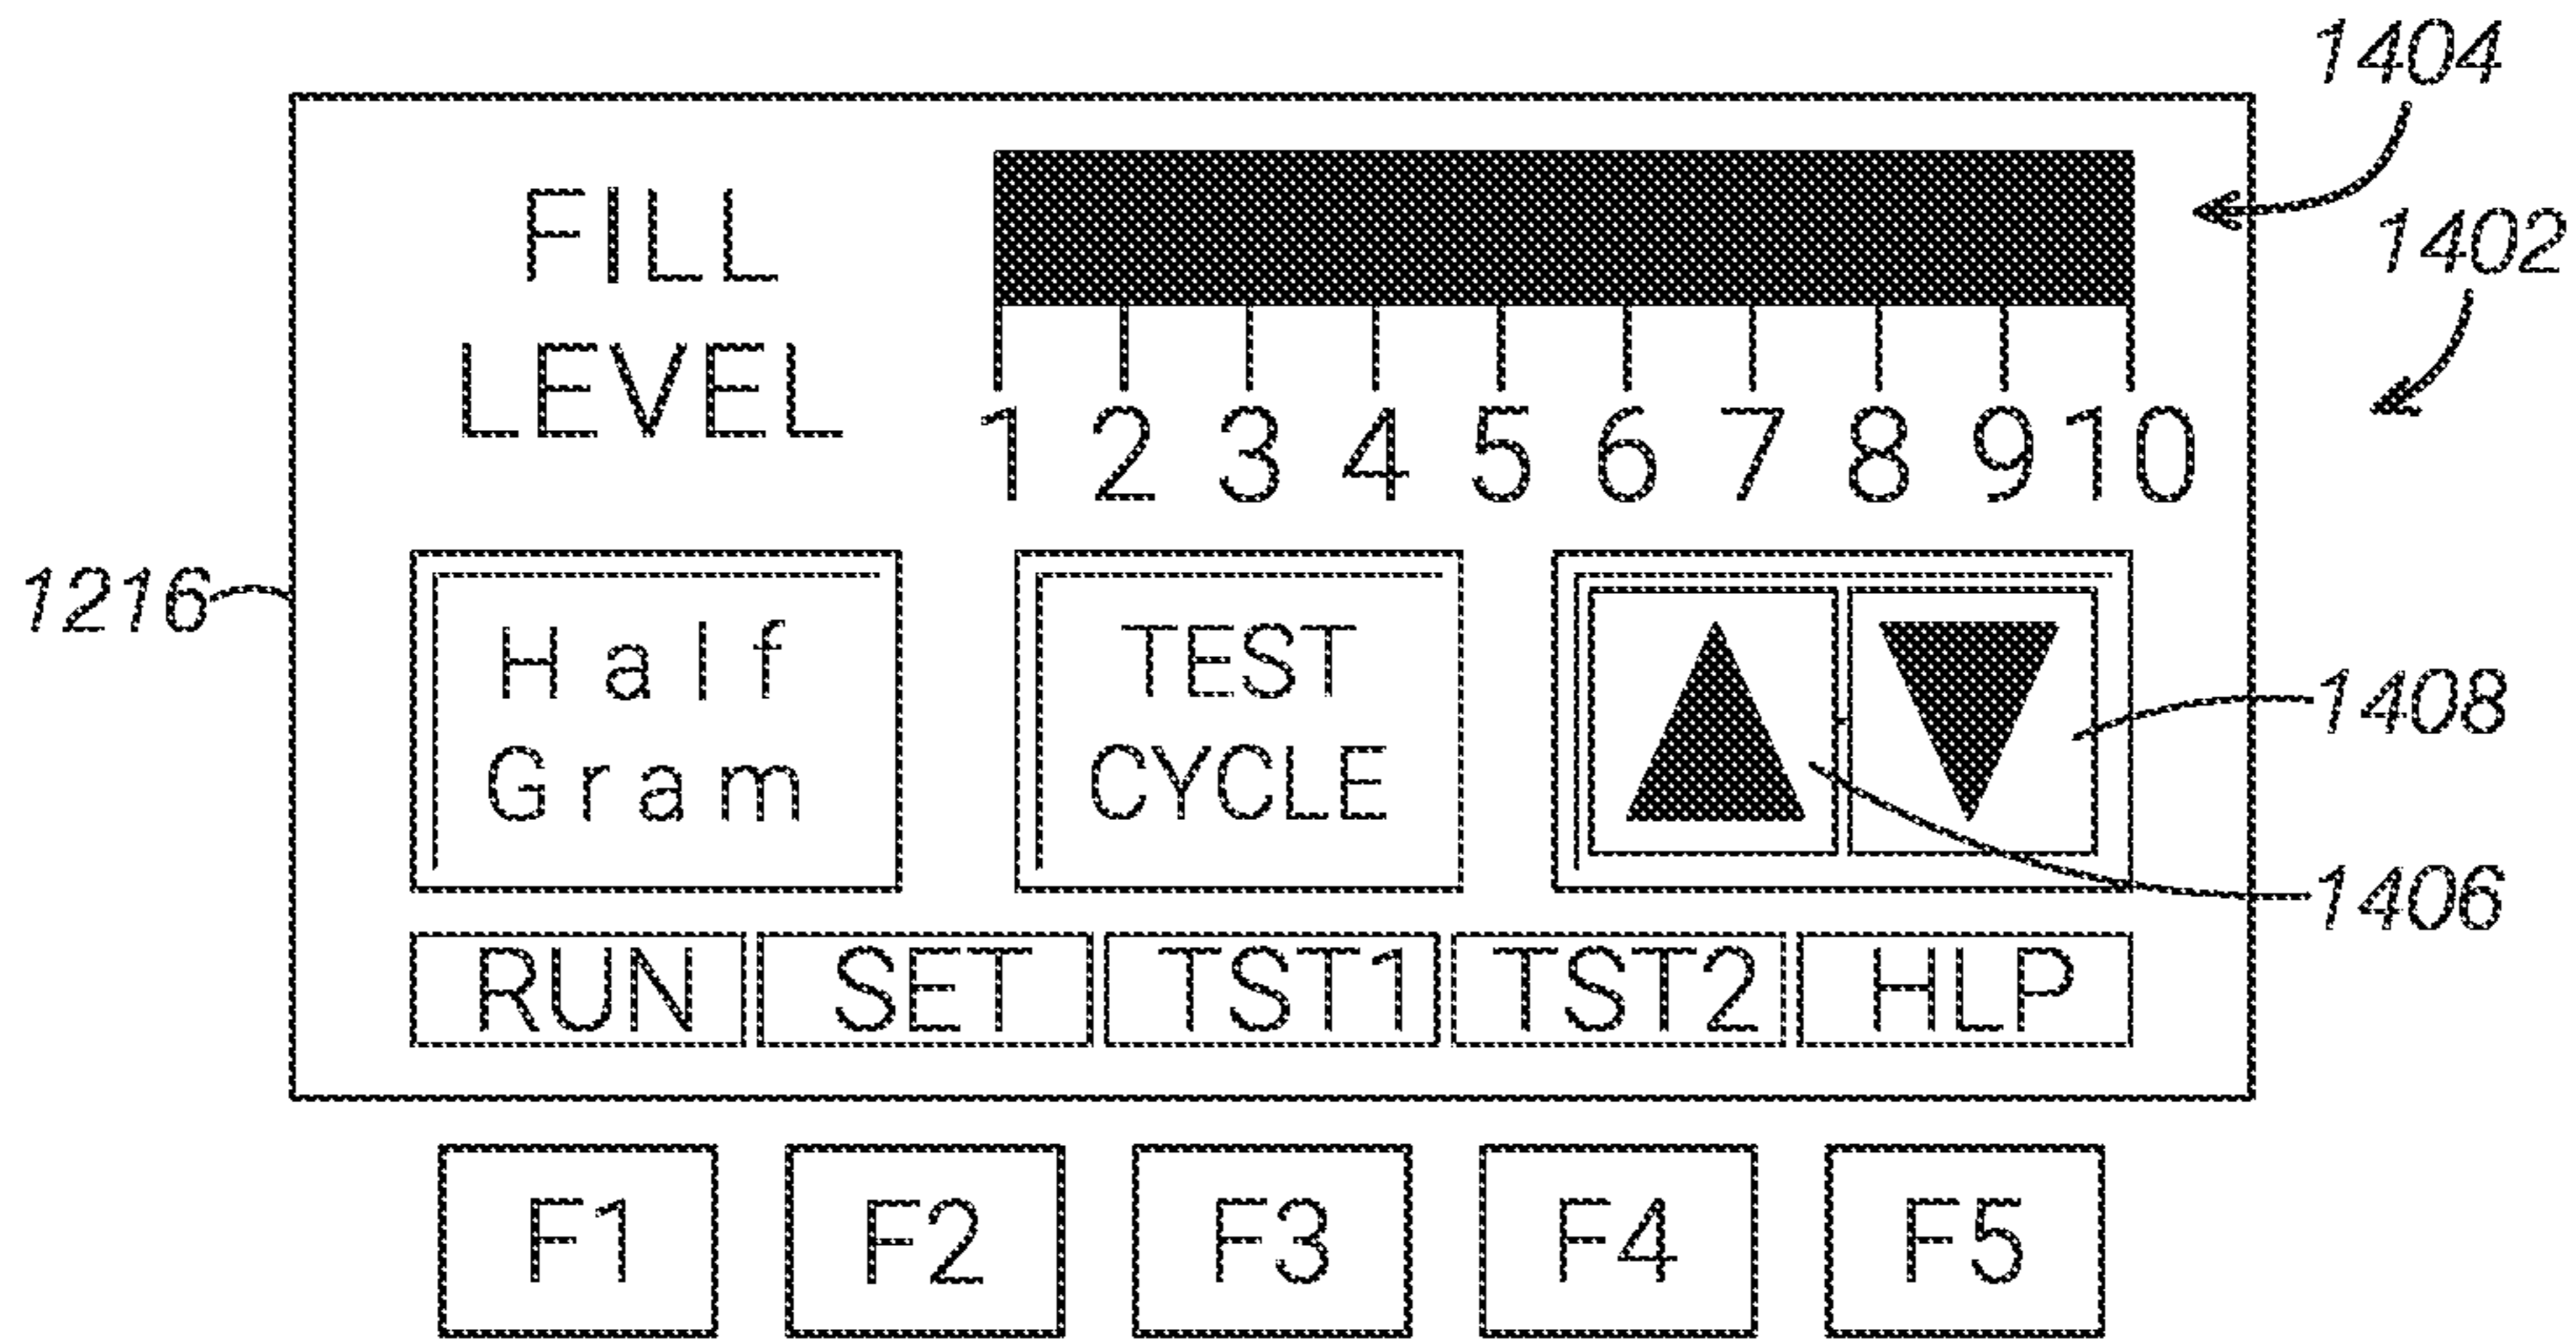 1404
FILL
LEVEL
1402
1 2 3 4 5 6 7 8 9 10
1216
Half
Gram
TEST
CYCLE
1408
1406
RUN SET TST1 TST2 HLP
F1 F2 F3 F4 F5